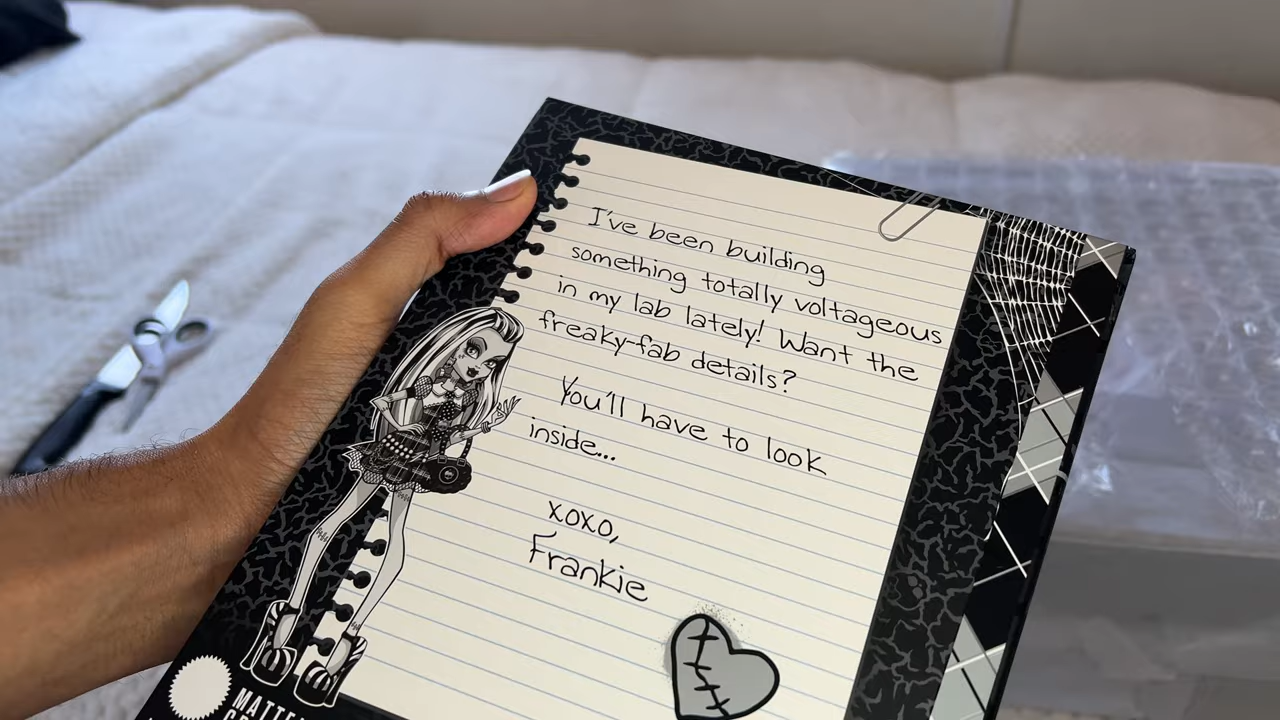 I've been building
something totally voltageous
in my lab lately! Want the
freaky-fab details?
You'll have to look
inside...
xoxo,
Frankie